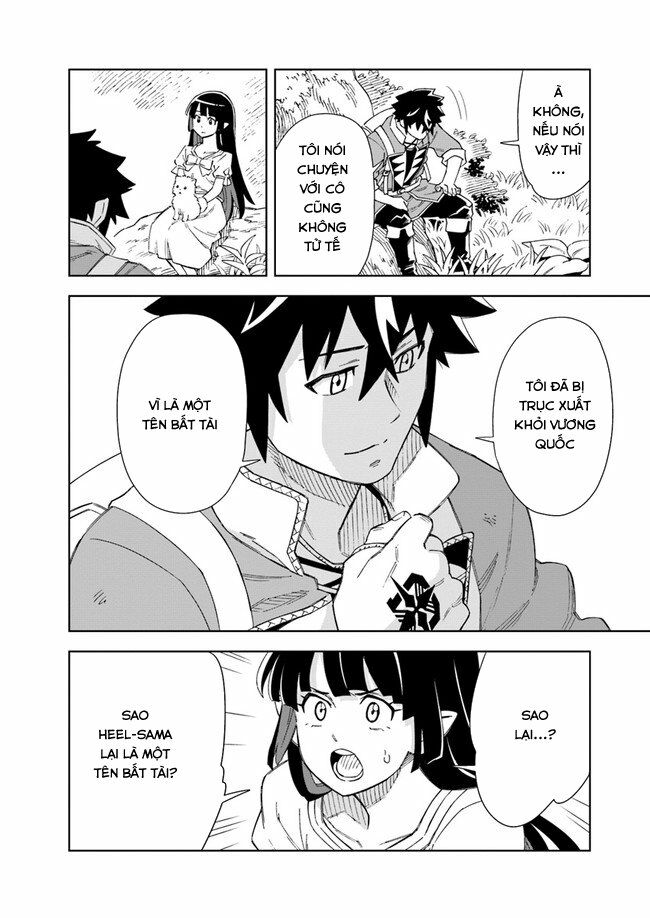 À
KHÔNG,
NẾU NÓI
VẬY THÌ
...
TÔI NÓI
CHUYỆN
VỚI CÔ
CŨNG
KHÔNG
TỬ TẾ
TÔI ĐÃ BỊ
TRỤC XUẤT
KHỎI VƯƠNG
QUỐC
VÌ LÀ MỘT
TÊN BẤT TÀI
SAO
LẠI...?
SAO
HEEL-SAMA
LẠI LÀ MỘT
TÊN BẤT TÀI?